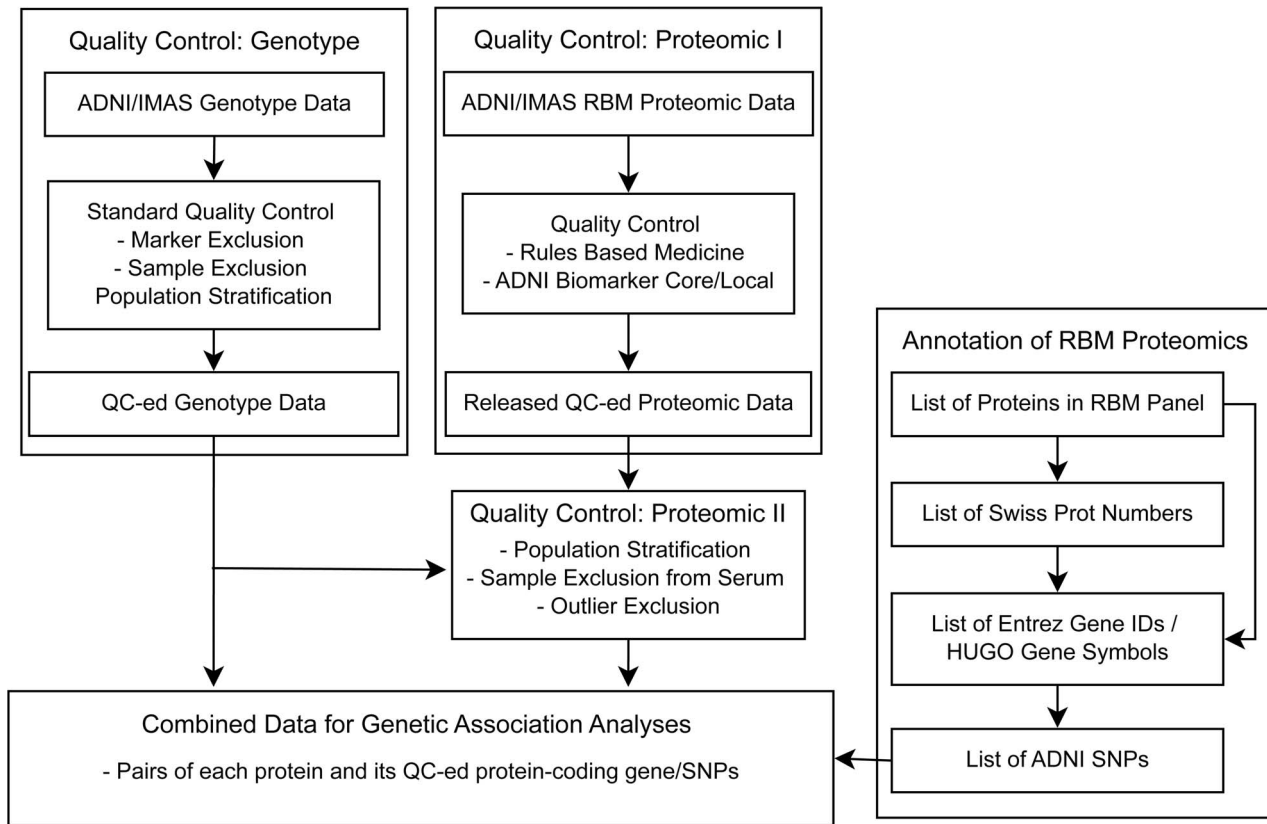 Quality Control: Genotype
ADNI/IMAS Genotype Data
Standard Quality Control
- Marker Exclusion
- Sample Exclusion
Population Stratification
QC-ed Genotype Data
Quality Control: Proteomic I
ADNI/IMAS RBM Proteomic Data
Quality Control
- Rules Based Medicine
- ADNI Biomarker Core/Local
Released QC-ed Proteomic Data
Quality Control: Proteomic II
- Population Stratification
- Sample Exclusion from Serum
- Outlier Exclusion
Annotation of RBM Proteomics
List of Proteins in RBM Panel
List of Swiss Prot Numbers
List of Entrez Gene IDs /
HUGO Gene Symbols
List of ADNI SNPs
Combined Data for Genetic Association Analyses
- Pairs of each protein and its QC-ed protein-coding gene/SNPs